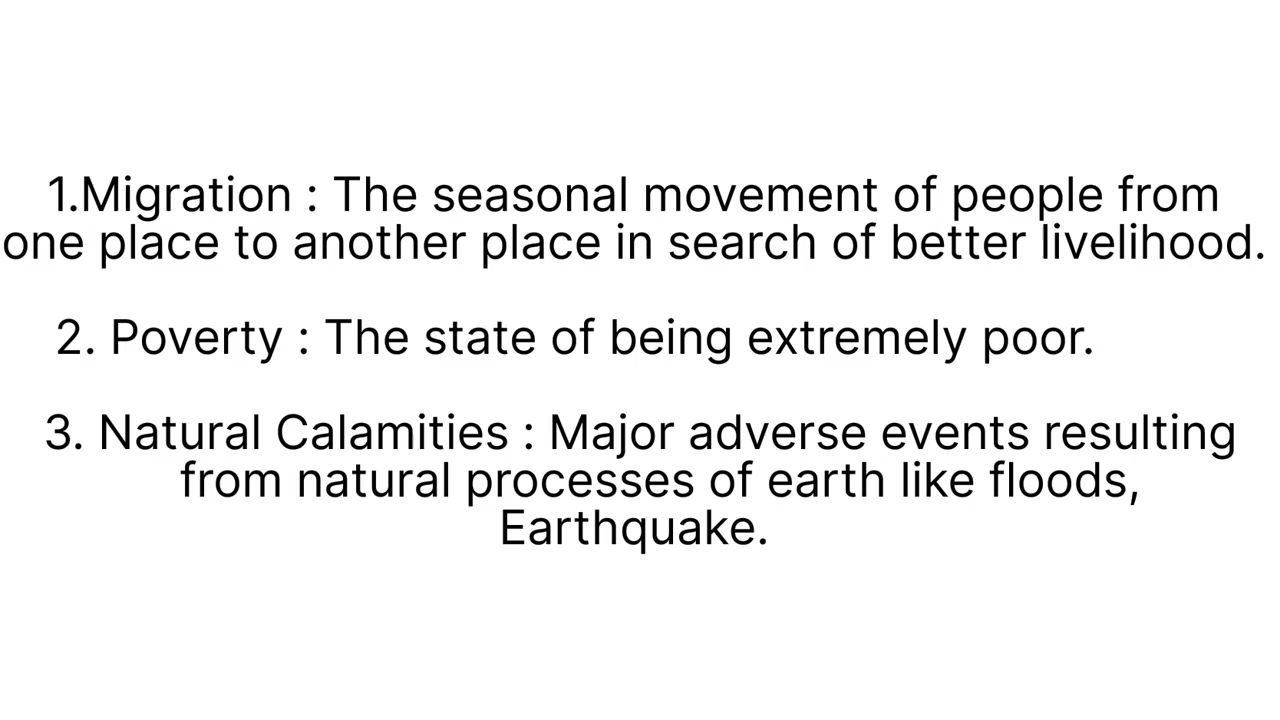 1.Migration : The seasonal movement of people from
one place to another place in search of better livelihood.
2. Poverty : The state of being extremely poor.
3. Natural Calamities : Major adverse events resulting
from natural processes of earth like floods,
Earthquake.